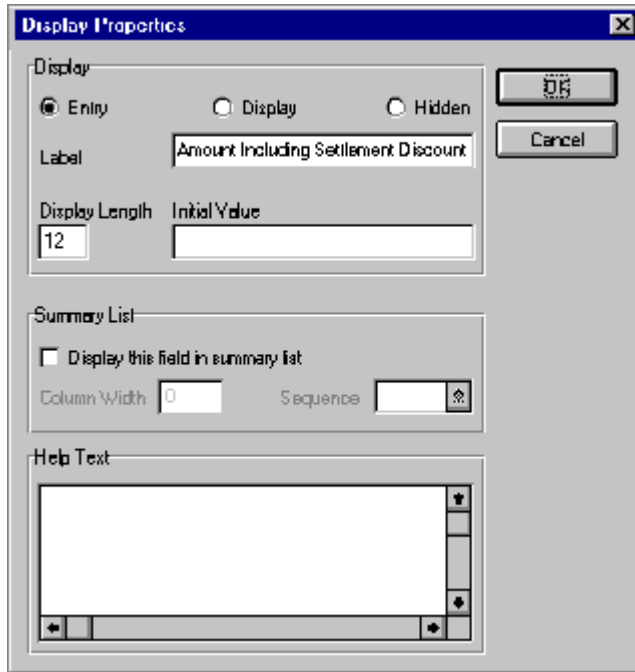 Display Properties
Display
Entry Display Hidden
Label Amount Including Settlement Discount
Display Length Initial Value
12
Summary List
Display this field in summary list
Column Width 0 Sequence
Help Text
OK
Cancel